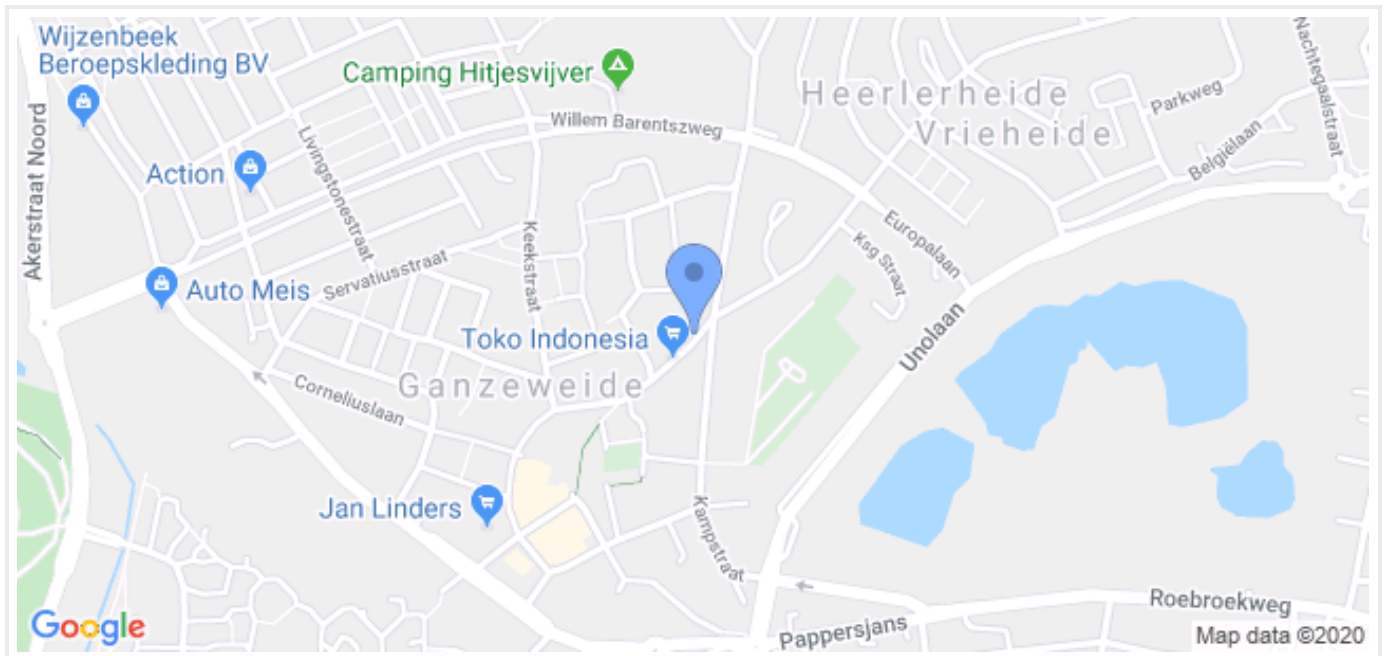 Wijzenbeek
Beroepskleding BV
Camping Hitjesvijver
Heerlerheide
Vrieheide
Nachtegaalstraat
Parkweg
Belgiëlaan
Willem Barentszweg
Akerstraat Noord
Action
Livingstonestraat
Keekstraat
Europalaan
Ksg Straat
Servatiusstraat
Auto Meis
Toko Indonesia
Unolaan
Ganzeweide
Corneliuslaan
Jan Linders
Kampstraat
Roebroekweg
Pappersjans
Google
Map data ©2020